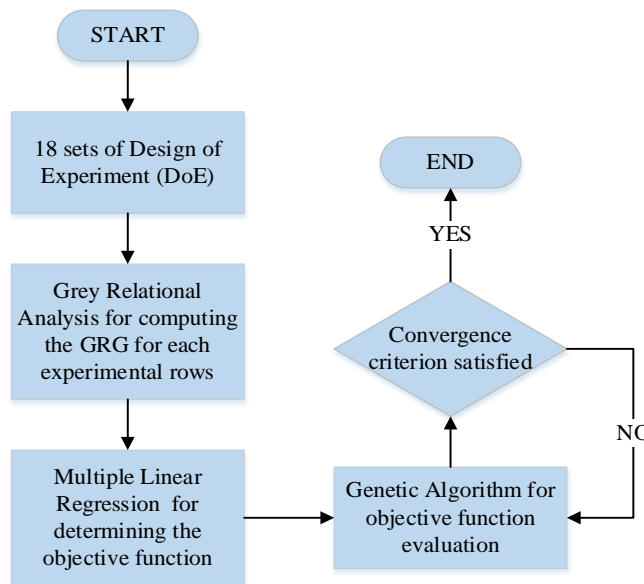 START
18 sets of Design of
Experiment (DoE)
Grey Relational
Analysis for computing
the GRG for each
experimental rows
Multiple Linear
Regression for
determining the
objective function
Genetic Algorithm for
objective function
evaluation
Convergence
criterion satisfied
YES
END
NO